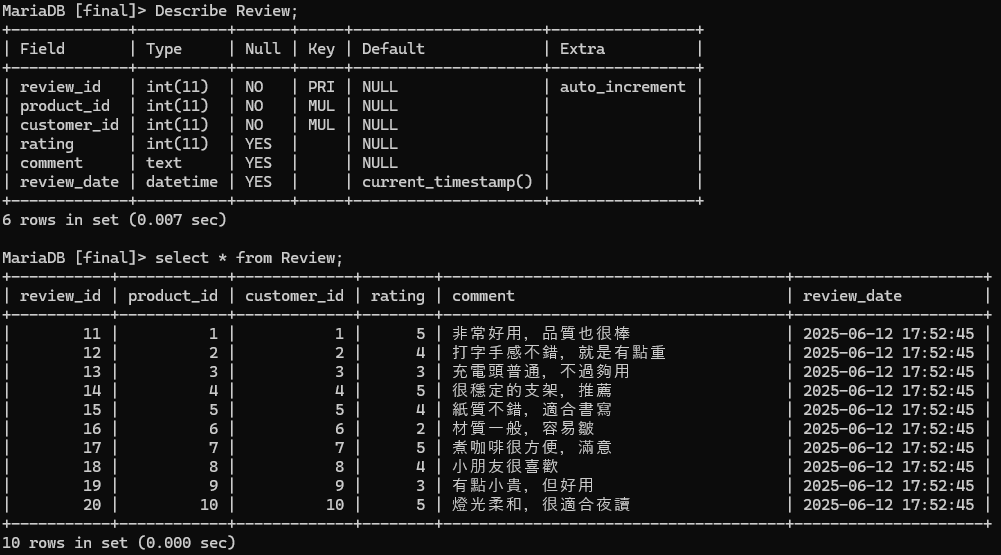 MariaDB [final]> Describe Review;
+-------------+----------+------+-----+---------------------+----------------+
| Field       | Type     | Null | Key | Default             | Extra          |
+-------------+----------+------+-----+---------------------+----------------+
| review_id   | int(11)  | NO   | PRI | NULL                | auto_increment |
| product_id  | int(11)  | NO   | MUL | NULL                |                |
| customer_id | int(11)  | NO   | MUL | NULL                |                |
| rating      | int(11)  | YES  |     | NULL                |                |
| comment     | text     | YES  |     | NULL                |                |
| review_date | datetime | YES  |     | current_timestamp() |                |
+-------------+----------+------+-----+---------------------+----------------+
6 rows in set (0.007 sec)
MariaDB [final]> select * from Review;
+-----------+------------+-------------+--------+--------------------------------------+---------------------+
| review_id | product_id | customer_id | rating | comment                              | review_date         |
+-----------+------------+-------------+--------+--------------------------------------+---------------------+
|        11 |          1 |           1 |      5 | 非常好用，品質也很棒                 | 2025-06-12 17:52:45 |
|        12 |          2 |           2 |      4 | 打字手感不錯，就是有點重             | 2025-06-12 17:52:45 |
|        13 |          3 |           3 |      3 | 充電頭普通，不過夠用                 | 2025-06-12 17:52:45 |
|        14 |          4 |           4 |      5 | 很穩定的支架，推薦                   | 2025-06-12 17:52:45 |
|        15 |          5 |           5 |      4 | 紙質不錯，適合書寫                   | 2025-06-12 17:52:45 |
|        16 |          6 |           6 |      2 | 材質一般，容易皺                     | 2025-06-12 17:52:45 |
|        17 |          7 |           7 |      5 | 煮咖啡很方便，滿意                   | 2025-06-12 17:52:45 |
|        18 |          8 |           8 |      4 | 小朋友很喜歡                         | 2025-06-12 17:52:45 |
|        19 |          9 |           9 |      3 | 有點小貴，但好用                     | 2025-06-12 17:52:45 |
|        20 |         10 |          10 |      5 | 燈光柔和，很適合夜讀                 | 2025-06-12 17:52:45 |
+-----------+------------+-------------+--------+--------------------------------------+---------------------+
10 rows in set (0.000 sec)